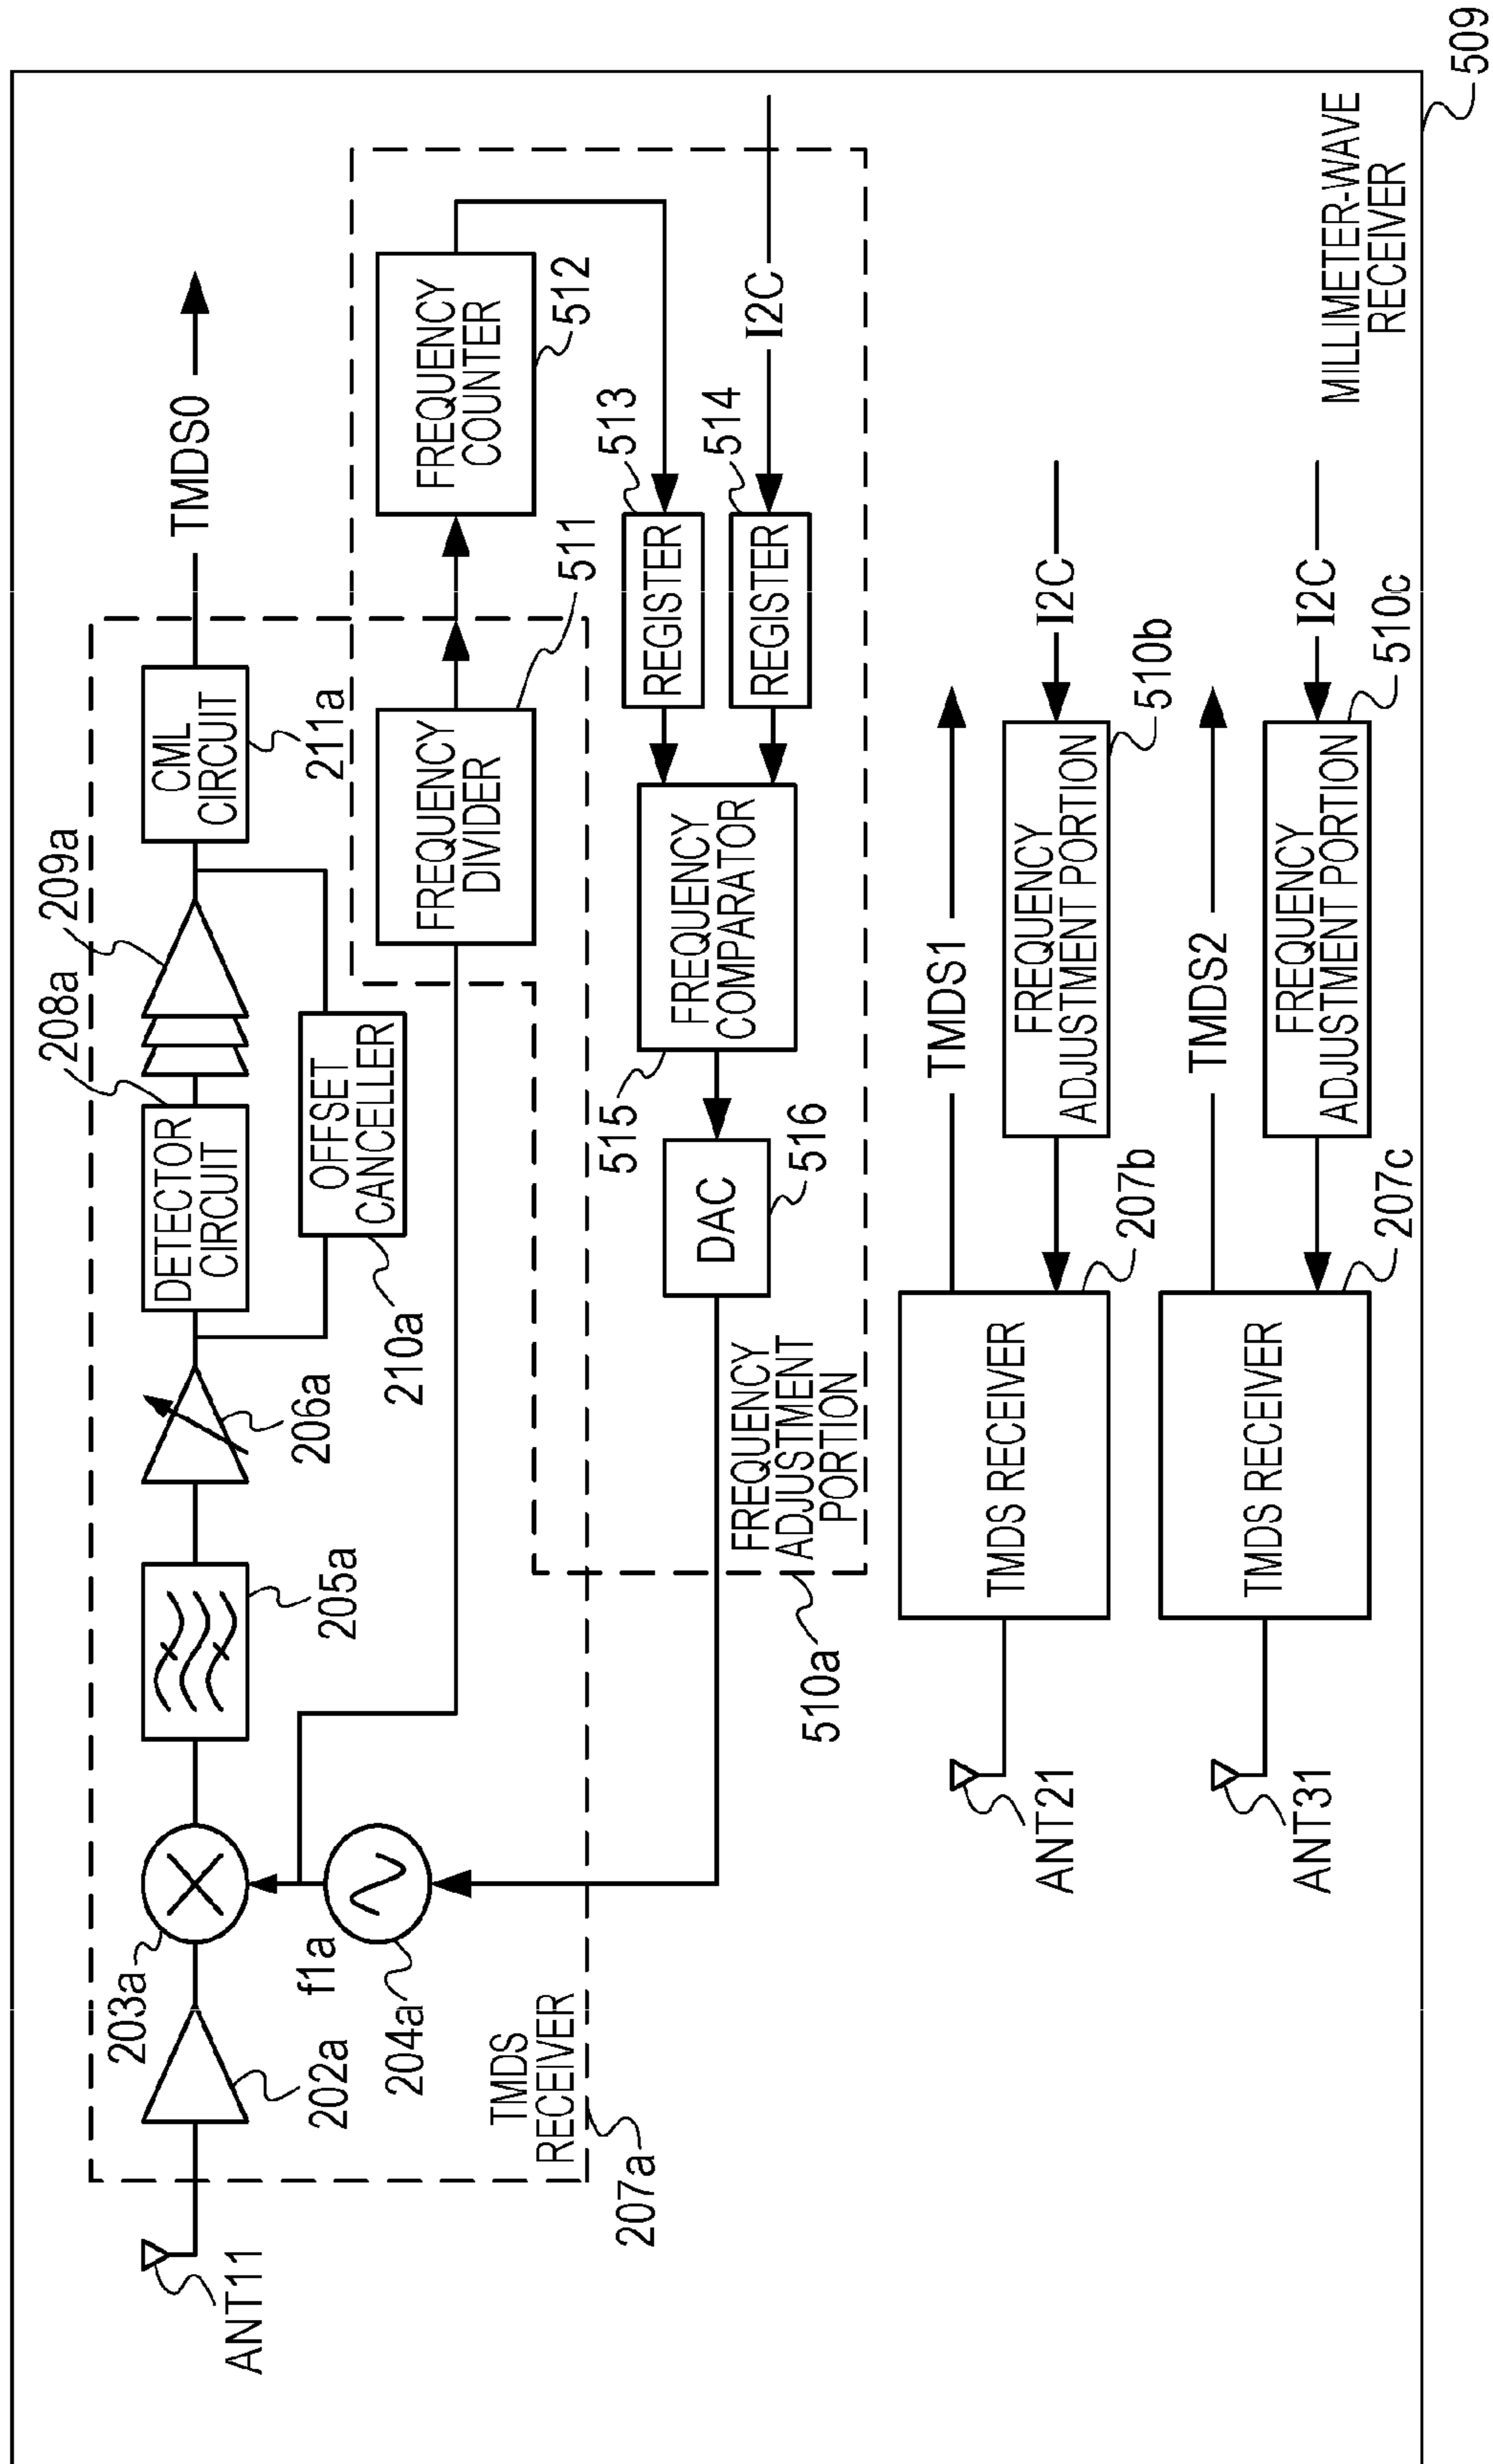 509
MILLIMETER-WAVE
RECEIVER
ANT11
202a
203a
f1a
204a
205a
206a
DETECTOR
CIRCUIT
208a
209a
OFFSET
CANCELLER
210a
CML
CIRCUIT
211a
TMDS0
TMDS
RECEIVER
207a
FREQUENCY
DIVIDER
511
FREQUENCY
COUNTER
512
REGISTER
513
REGISTER
514
I2C
FREQUENCY
COMPARATOR
515
DAC
516
FREQUENCY
ADJUSTMENT
PORTION
510a
ANT21
TMDS RECEIVER
207b
TMDS1
FREQUENCY
ADJUSTMENT PORTION
510b
I2C
ANT31
TMDS RECEIVER
207c
TMDS2
FREQUENCY
ADJUSTMENT PORTION
510c
I2C